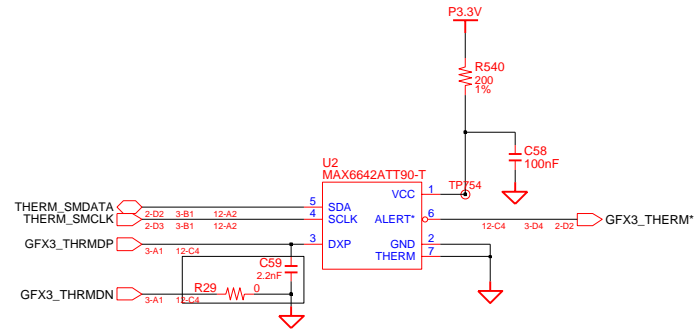 P3.3V
R540
200
1%
C58
100nF
U2
MAX6642ATT90-T
TP754
THERM_SMDATA
2-D2 3-B1 12-A2
5 SDA
VCC 1
THERM_SMCLK
2-D3 3-B1 12-A2
4 SCLK
ALERT* 6
12-C4 3-D4 2-D2
GFX3_THERM*
GFX3_THRMDP
3-A1 12-C4
3 DXP
GND 2
THERM 7
C59
2.2nF
GFX3_THRMDN
3-A1 12-C4
R29 0